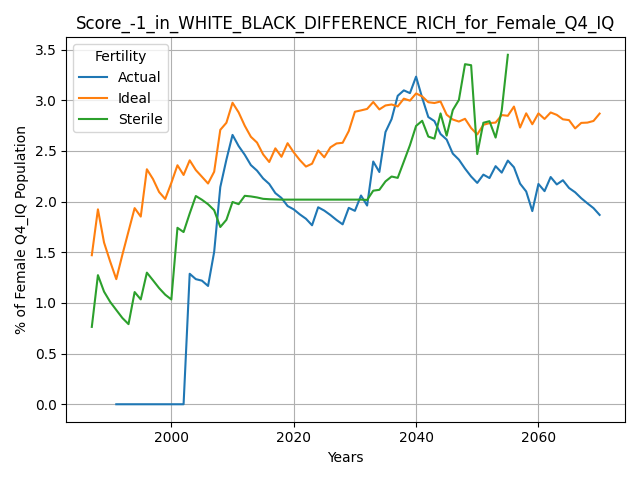 Score_-1_in_WHITE_BLACK_DIFFERENCE_RICH_for_Female_Q4_IQ
Fertility
Actual
Ideal
Sterile
% of Female Q4_IQ Population
3.5
3.0
2.5
2.0
1.5
1.0
0.5
0.0
2000 2020 2040 2060
Years